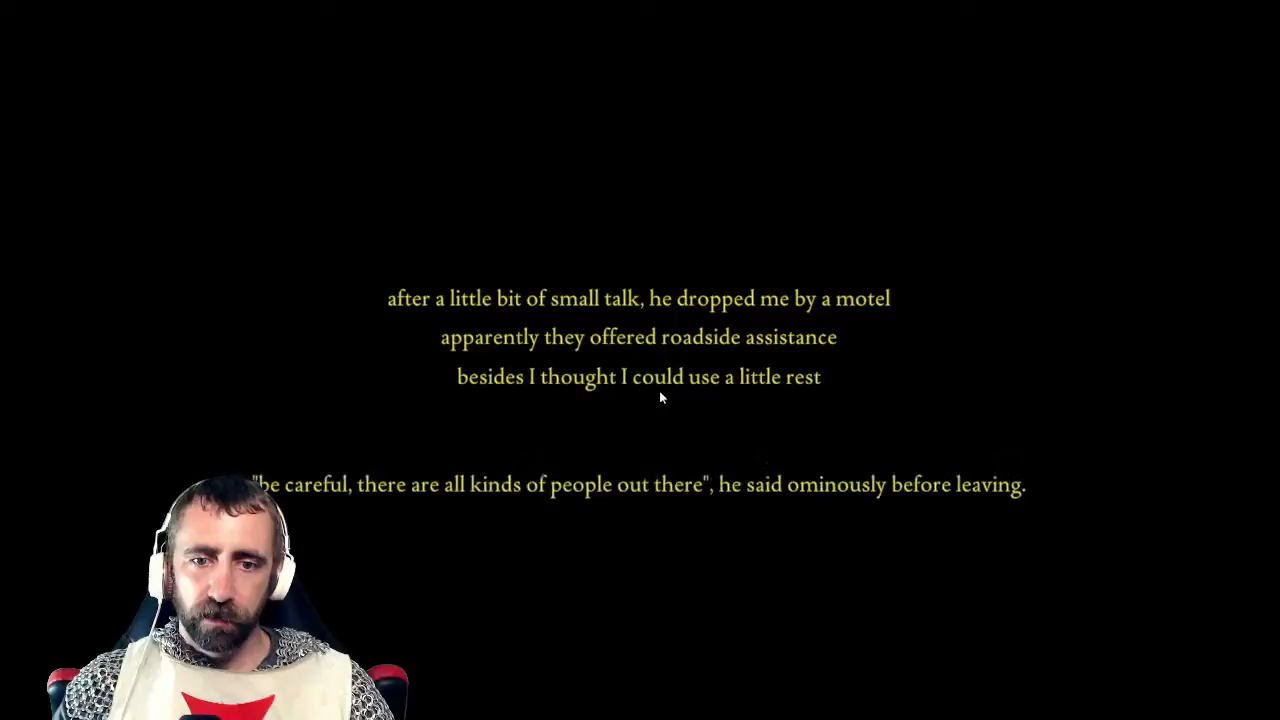 after a little bit of small talk, he dropped me by a motel
apparently they offered roadside assistance
besides I thought I could use a little rest
"be careful, there are all kinds of people out there", he said ominously before leaving.